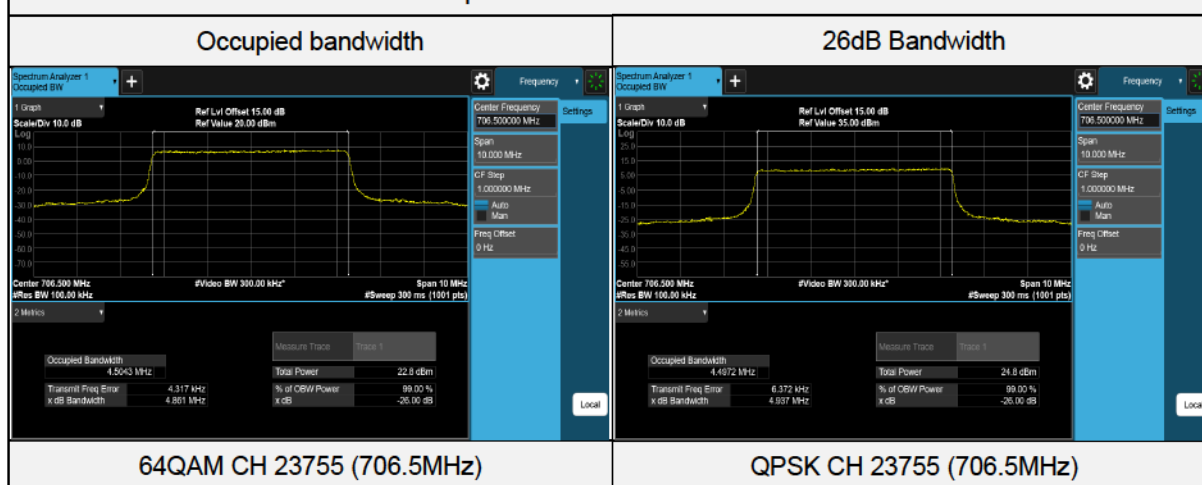 Occupied bandwidth
26dB Bandwidth
Spectrum Analyzer 1
Occupied BW
+
Frequency
1 Graph
Scale/Div 10.0 dB
Ref Lvl Offset 15.00 dB
Ref Value 20.00 dBm
Log
10.0
0.00
-10.0
-20.0
-30.0
-40.0
-50.0
-60.0
-70.0
Center 706.500 MHz
#Res BW 100.00 kHz
#Video BW 300.00 kHz*
Span 10 MHz
#Sweep 300 ms (1001 pts)
Center Frequency
706.500000 MHz
Settings
Span
10.000 MHz
CF Step
1.000000 MHz
Auto
Man
Freq Offset
0 Hz
Local
2 Metrics
Measure Trace Trace 1
Occupied Bandwidth
4.5043 MHz
Total Power 22.8 dBm
Transmit Freq Error 4.317 kHz
% of OBW Power 99.00 %
x dB Bandwidth 4.861 MHz
x dB -26.00 dB
Spectrum Analyzer 1
Occupied BW
+
Frequency
1 Graph
Scale/Div 10.0 dB
Ref Lvl Offset 15.00 dB
Ref Value 35.00 dBm
Log
25.0
15.0
5.00
-5.00
-15.0
-25.0
-35.0
-45.0
-55.0
Center 706.500 MHz
#Res BW 100.00 kHz
#Video BW 300.00 kHz*
Span 10 MHz
#Sweep 300 ms (1001 pts)
Center Frequency
706.500000 MHz
Settings
Span
10.000 MHz
CF Step
1.000000 MHz
Auto
Man
Freq Offset
0 Hz
2 Metrics
Measure Trace Trace 1
Occupied Bandwidth
4.4972 MHz
Total Power 24.8 dBm
Transmit Freq Error 6.372 kHz
% of OBW Power 99.00 %
x dB Bandwidth 4.937 MHz
x dB -26.00 dB
64QAM CH 23755 (706.5MHz)
QPSK CH 23755 (706.5MHz)